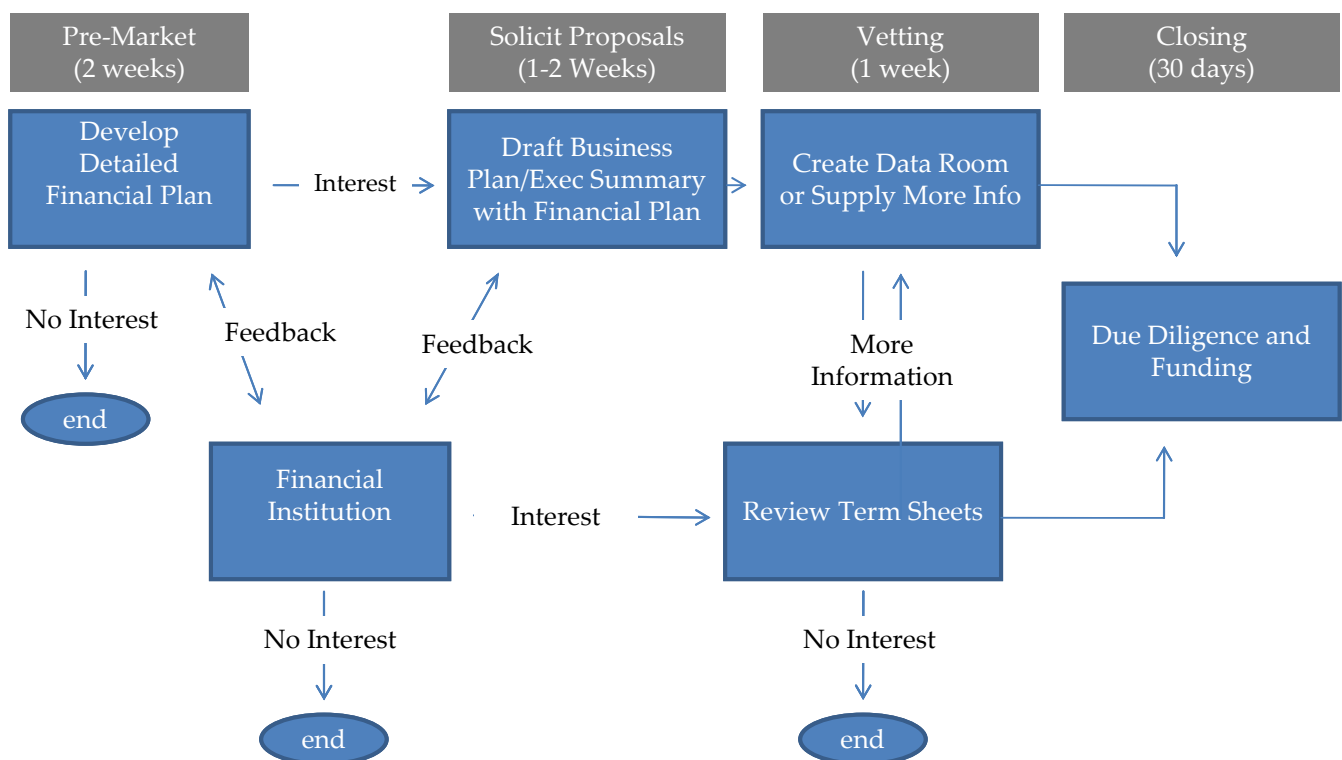 Pre-Market
(2 weeks)
Solicit Proposals
(1-2 Weeks)
Vetting
(1 week)
Closing
(30 days)
Develop
Detailed
Financial Plan
Interest
Draft Business
Plan/Exec Summary
with Financial Plan
Create Data Room
or Supply More Info
No Interest
Feedback
Feedback
More
Information
Due Diligence and
Funding
end
Financial
Institution
Interest
Review Term Sheets
No Interest
No Interest
end
end